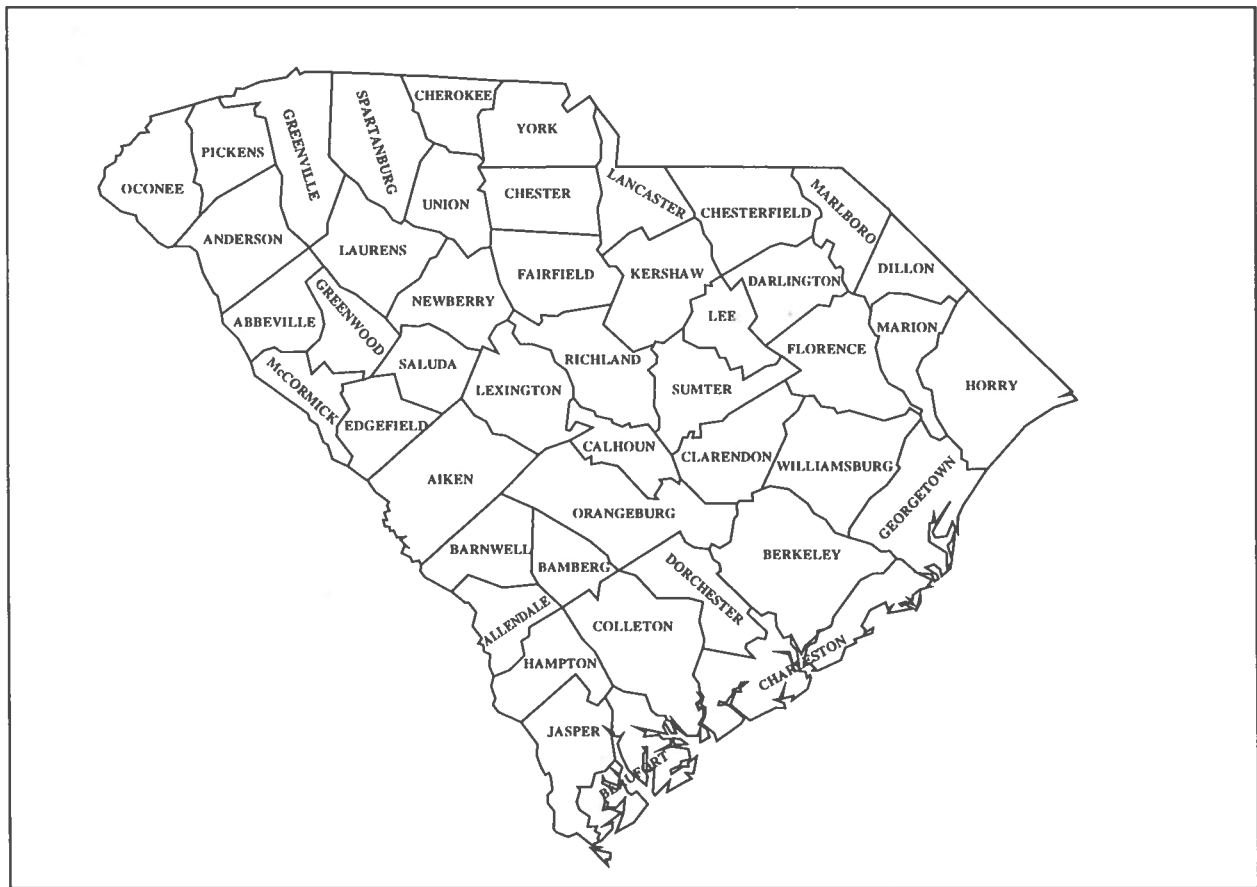 CHEROKEE
SPARTANBURG
GREENVILLE
YORK
PICKENS
OCONEE
UNION
CHESTER
LANCASTER
CHESTERFIELD
MARLBORO
ANDERSON
LAURENS
FAIRFIELD
KERSHAW
DARLINGTON
DILLON
NEWBERRY
GREENWOOD
ABBEVILLE
LEE
MARION
FLORENCE
SALUDA
RICHLAND
McCORMICK
LEXINGTON
SUMTER
HORRY
EDGEFIELD
CALHOUN
CLARENDON
WILLIAMSBURG
AIKEN
GEORGETOWN
ORANGEBURG
BARNWELL
BAMBERG
BERKELEY
DORCHESTER
ALLENDALE
COLLETON
HAMPTON
CHARLESTON
JASPER
BEAUFORT